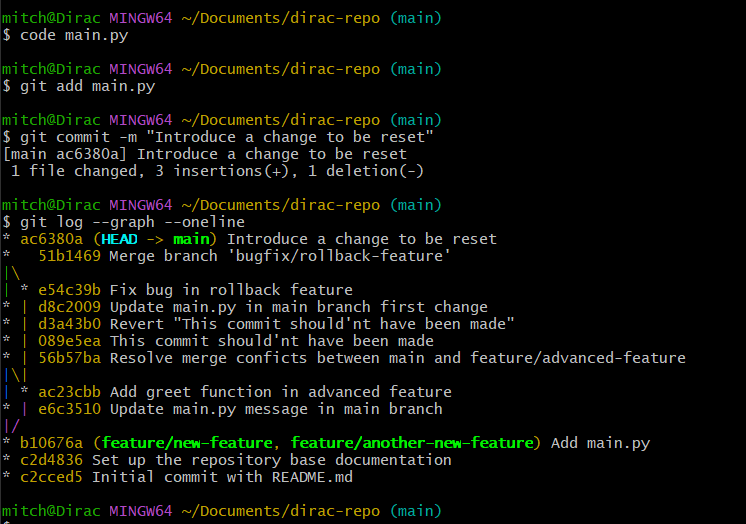 mitch@Dirac MINGW64 ~/Documents/dirac-repo (main)
$ code main.py
mitch@Dirac MINGW64 ~/Documents/dirac-repo (main)
$ git add main.py
mitch@Dirac MINGW64 ~/Documents/dirac-repo (main)
$ git commit -m "Introduce a change to be reset"
[main ac6380a] Introduce a change to be reset
 1 file changed, 3 insertions(+), 1 deletion(-)
mitch@Dirac MINGW64 ~/Documents/dirac-repo (main)
$ git log --graph --oneline
* ac6380a (HEAD -> main) Introduce a change to be reset
*   51b1469 Merge branch 'bugfix/rollback-feature'
|\
| * e54c39b Fix bug in rollback feature
* | d8c2009 Update main.py in main branch first change
* | d3a43b0 Revert "This commit should'nt have been made"
* | 089e5ea This commit should'nt have been made
* | 56b57ba Resolve merge conficts between main and feature/advanced-feature
|\|
| * ac23cbb Add greet function in advanced feature
* | e6c3510 Update main.py message in main branch
|/
* b10676a (feature/new-feature, feature/another-new-feature) Add main.py
* c2d4836 Set up the repository base documentation
* c2cced5 Initial commit with README.md
mitch@Dirac MINGW64 ~/Documents/dirac-repo (main)